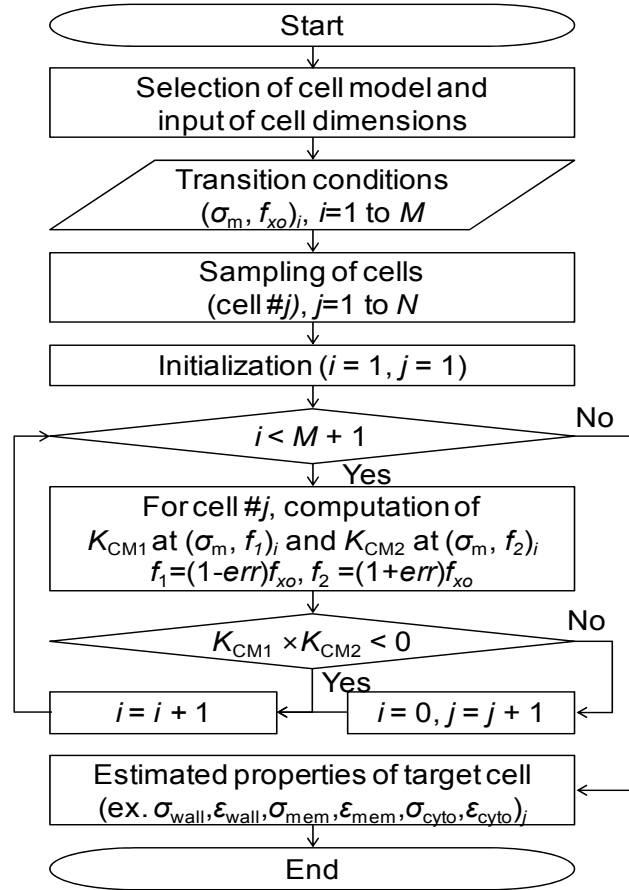 Start
Selection of cell model and
input of cell dimensions
Transition conditions
(σm, fxo)i, i=1 to M
Sampling of cells
(cell #j), j=1 to N
Initialization (i = 1, j = 1)
i < M + 1
No
Yes
For cell #j, computation of
KCM1 at (σm, f1)i and KCM2 at (σm, f2)i
f1=(1-err)fxo, f2 =(1+err)fxo
KCM1 ×KCM2 < 0
No
Yes
i = i + 1
i = 0, j = j + 1
Estimated properties of target cell
(ex. σwall,εwall,σmem,εmem,σcyto,εcyto)j
End